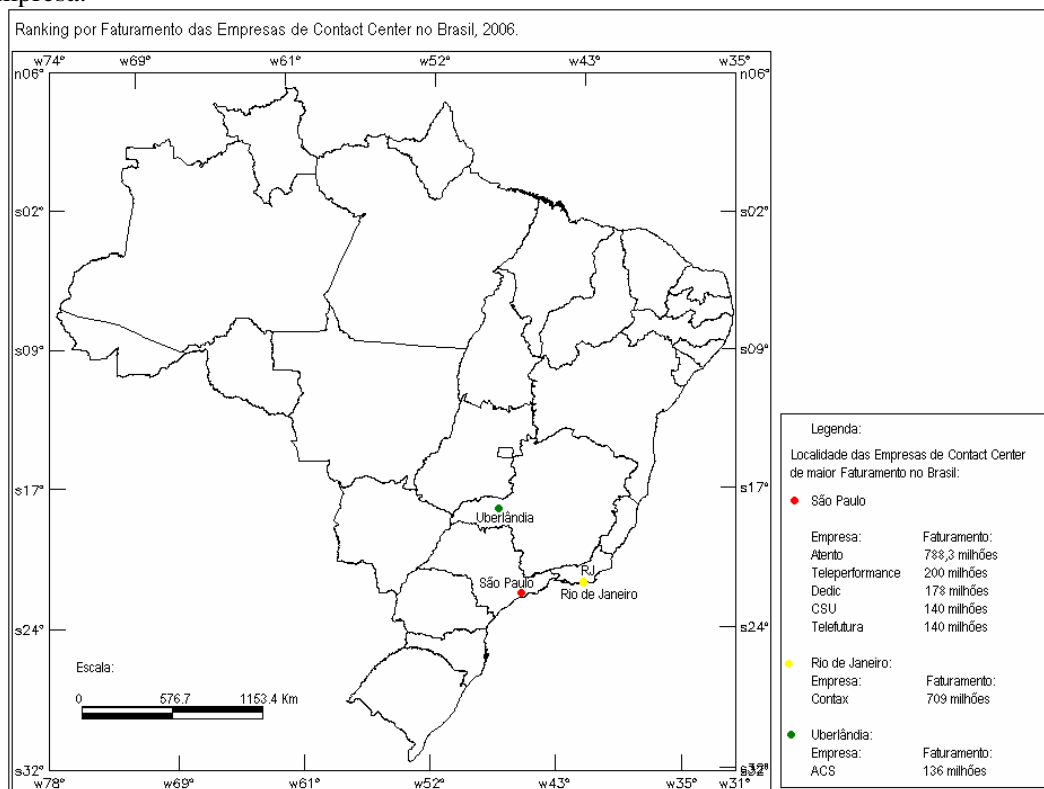 mpresa.
Ranking por Faturamento das Empresas de Contact Center no Brasil, 2006.
w74° w69° w61° w52° w43° w35°
n06° n06°
s02° s02°
s09° s09°
s17° s17°
Uberlândia
RJ
São Paulo
Rio de Janeiro
s24° s24°
Escala:
0 576.7 1153.4 Km
s32°
w78° w69° w61° w52° w43° w35° w31°
Legenda:
Localidade das Empresas de Contact Center
de maior Faturamento no Brasil:
São Paulo
Empresa: Faturamento:
Atento 788,3 milhões
Teleperformance 200 milhões
Dedic 178 milhões
CSU 140 milhões
Telefutura 140 milhões
Rio de Janeiro:
Empresa: Faturamento:
Contax 709 milhões
Uberlândia:
Empresa: Faturamento:
ACS 136 milhões